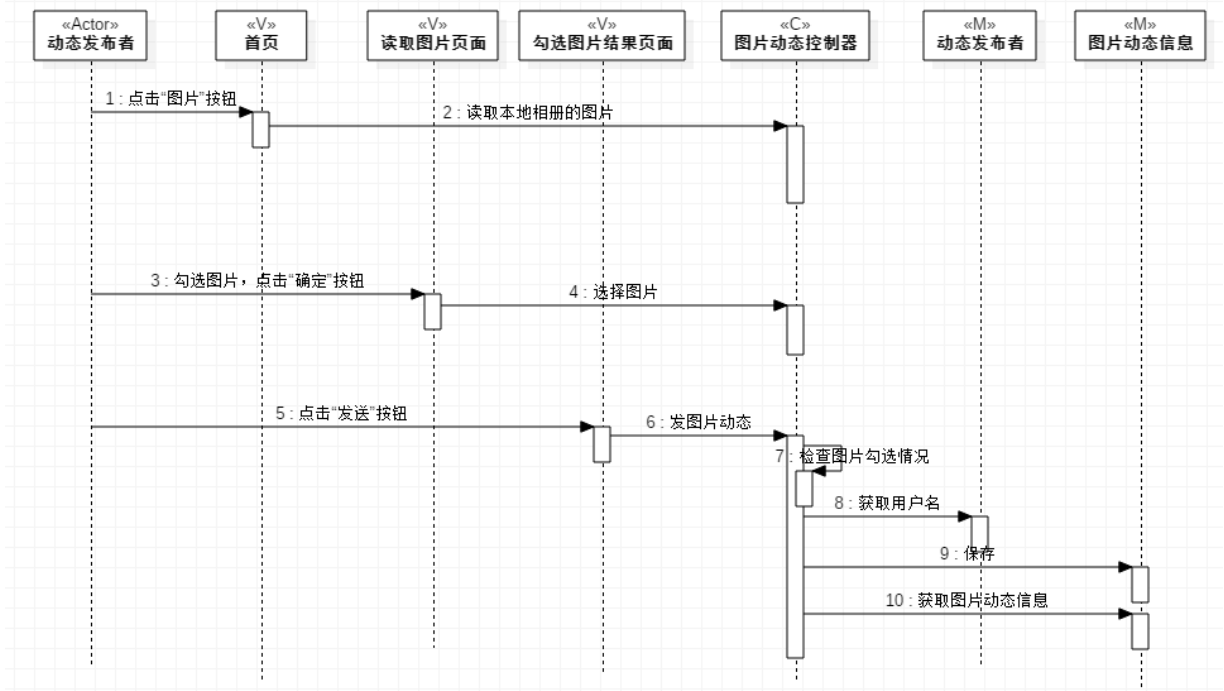 «Actor»
动态发布者
«V»
首页
«V»
读取图片页面
«V»
勾选图片结果页面
«C»
图片动态控制器
«M»
动态发布者
«M»
图片动态信息
1 : 点击“图片”按钮
2 : 读取本地相册的图片
3 : 勾选图片，点击“确定”按钮
4 : 选择图片
5 : 点击“发送”按钮
6 : 发图片动态
7 : 检查图片勾选情况
8 : 获取用户名
9 : 保存
10 : 获取图片动态信息